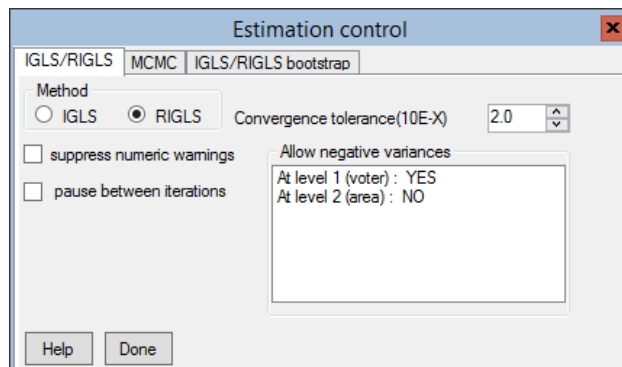 Estimation control
IGLS/RIGLS MCMC IGLS/RIGLS bootstrap
Method
IGLS RIGLS Convergence tolerance(10E-X) 2.0
suppress numeric warnings
Allow negative variances
pause between iterations
At level 1 (voter) : YES
At level 2 (area) : NO
Help Done